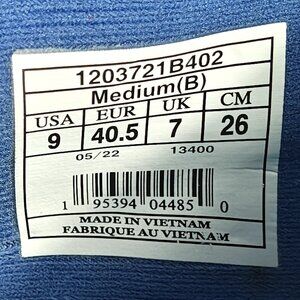 1203721B402
Medium(B)
USA EUR UK CM
9 40.5 7 26
05/22 13400
1 95394 04485 0
MADE IN VIETNAM
FABRIQUE AU VIETNAM